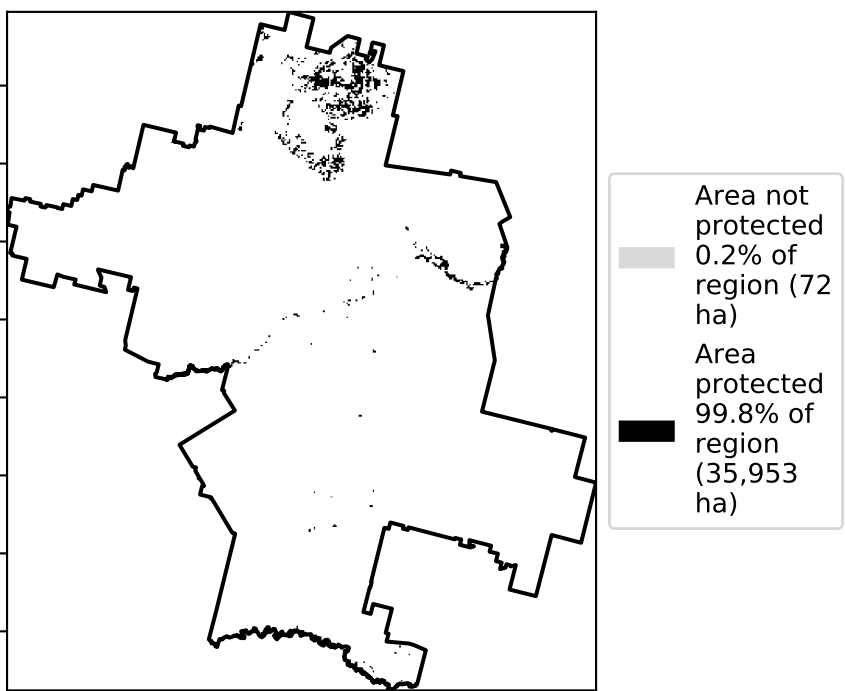 Area not
protected
0.2% of
region (72
ha)
Area
protected
99.8% of
region
(35,953
ha)